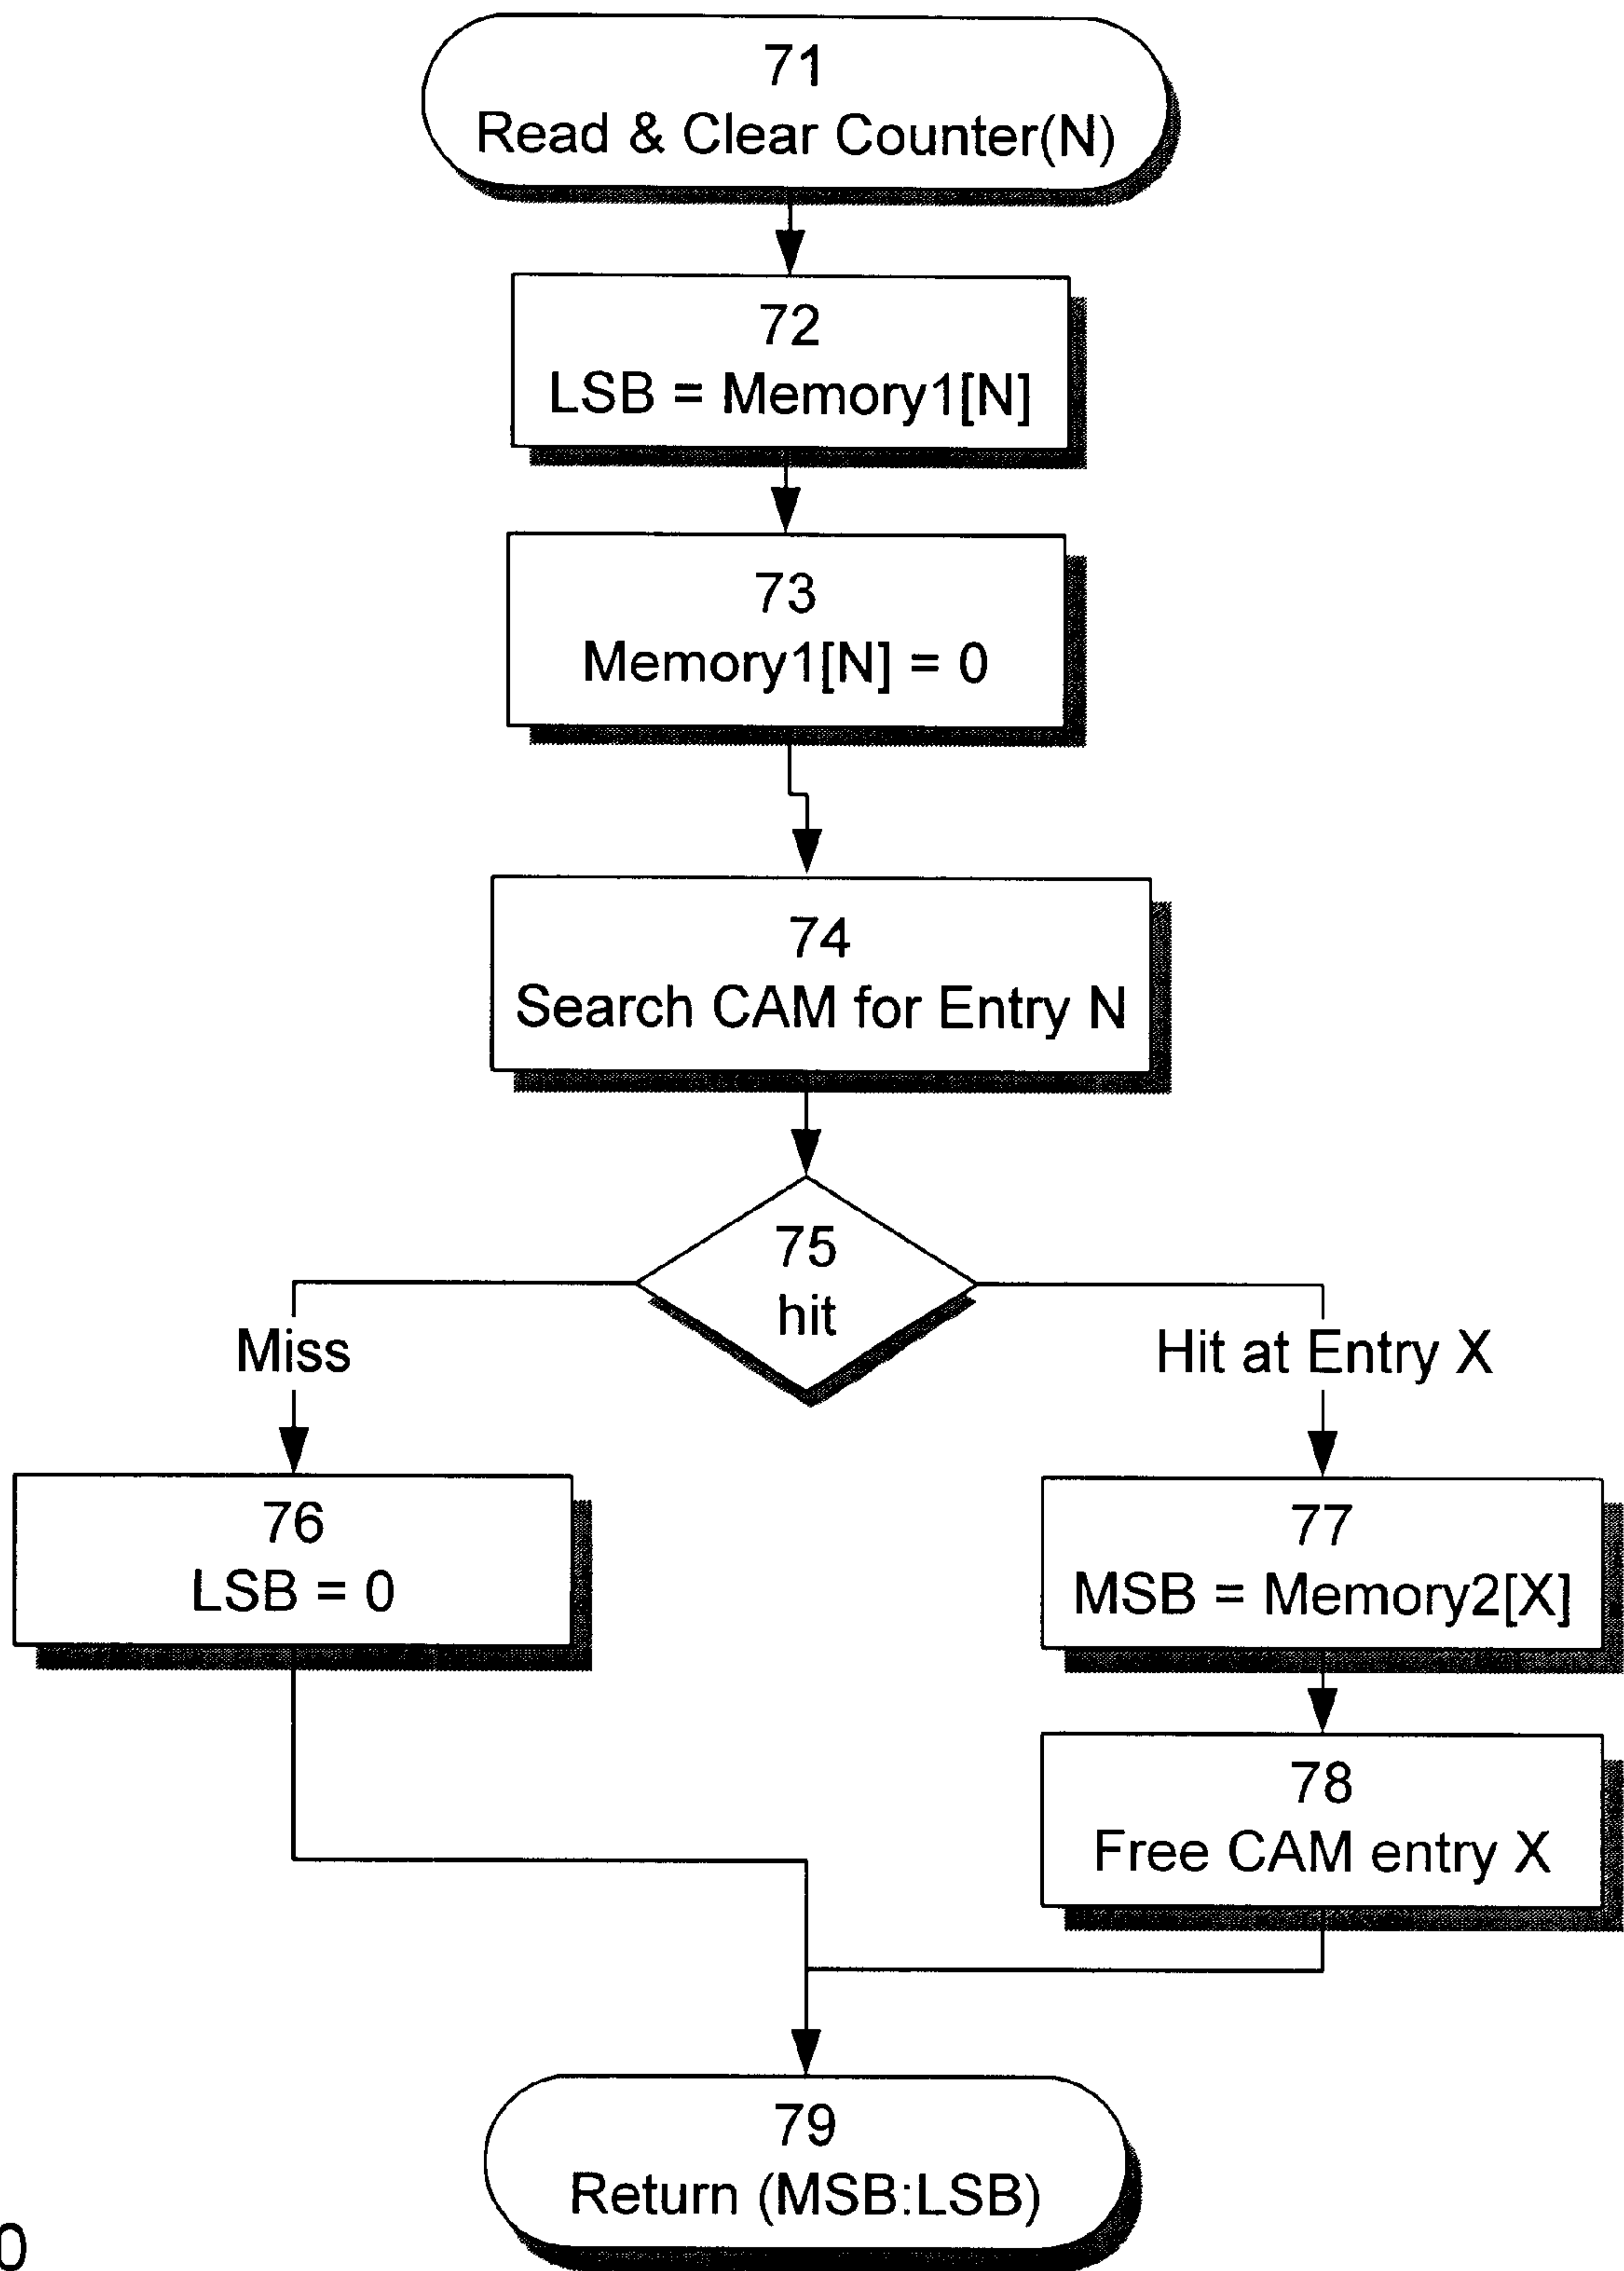 71
Read & Clear Counter(N)
72
LSB = Memory1[N]
73
Memory1[N] = 0
74
Search CAM for Entry N
75
hit
Miss
Hit at Entry X
76
LSB = 0
77
MSB = Memory2[X]
78
Free CAM entry X
79
Return (MSB:LSB)
0